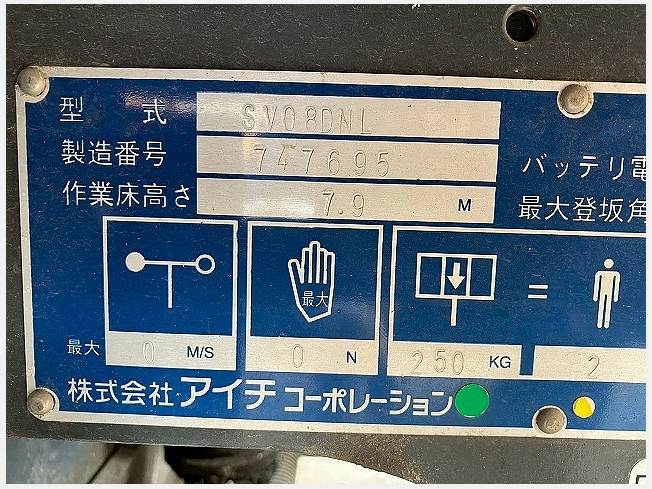 型式 SV08DNL
製造番号 747695
バッテリ電
作業床高さ 7.9 M
最大登坂角
最大
最大 0 M/S 0 N 250 KG = 2
株式会社アイチコーポレーション